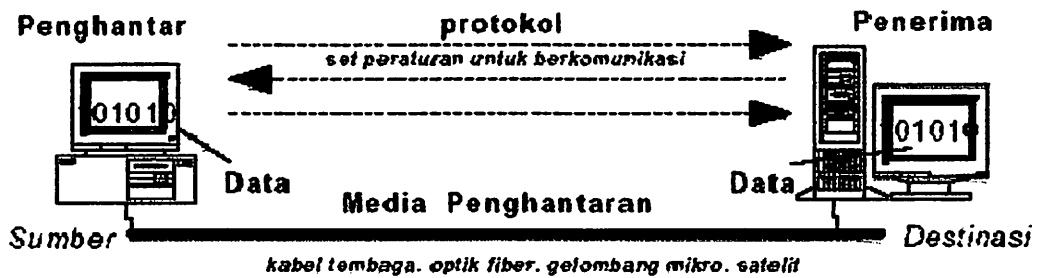 Penghantar
protokol
Penerima
set peraturan untuk berkomunikasi
01010
0101
Data
Data
Media Penghantaran
Sumber
Destinasi
kabel tembaga. optik fiber. gelombang mikro. satelit